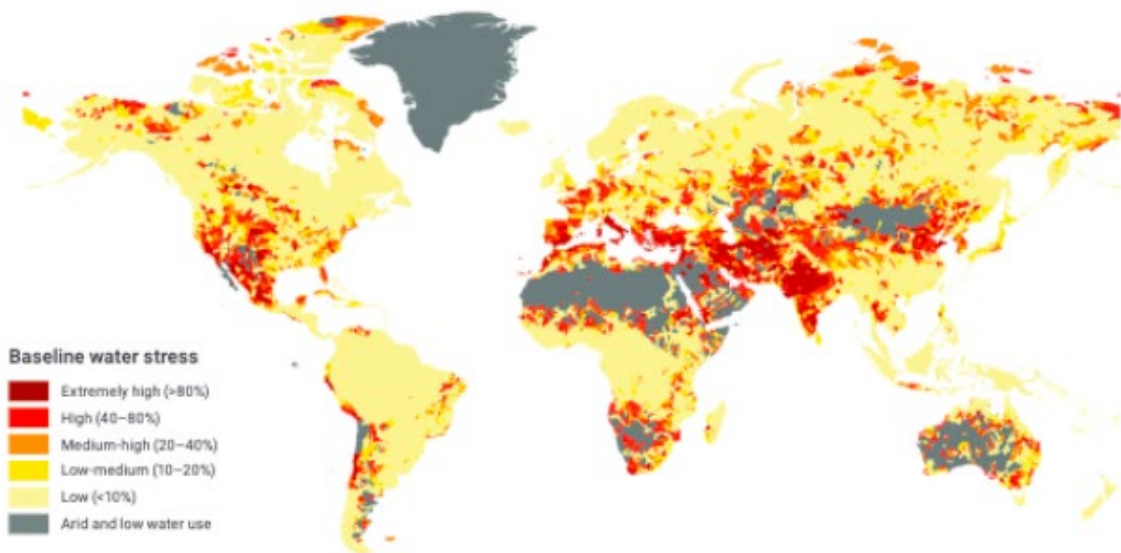 Baseline water stress
Extremely high (>80%)
High (40–80%)
Medium-high (20–40%)
Low-medium (10–20%)
Low (<10%)
Arid and low water use